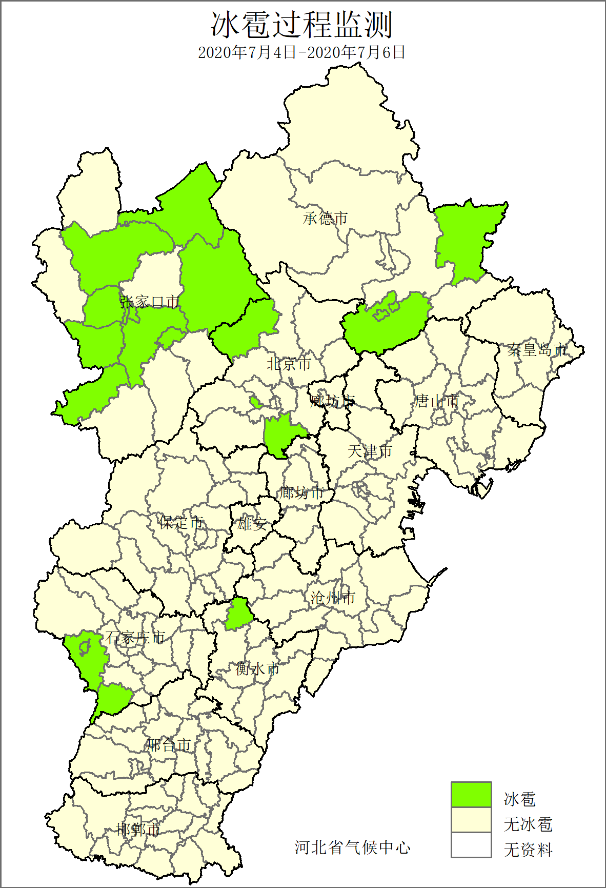 冰雹过程监测
2020年7月4日-2020年7月6日
承德市
张家口市
秦皇岛市
北京市
廊坊市
唐山市
天津市
廊坊市
保定市
雄安
沧州市
石家庄市
衡水市
邢台市
邯郸市
冰雹
无冰雹
无资料
河北省气候中心